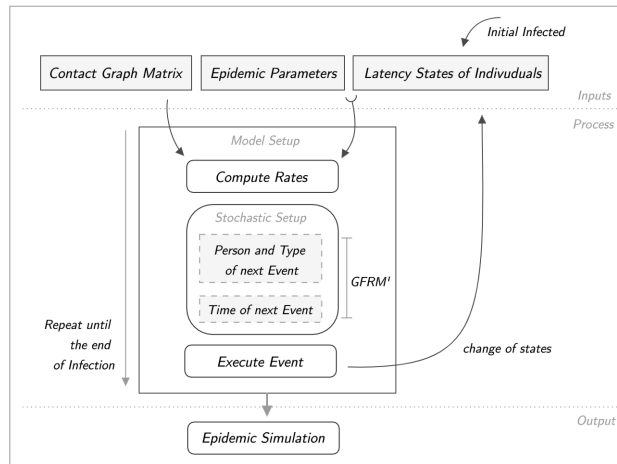 Initial Infected
Contact Graph Matrix
Epidemic Parameters
Latency States of Indivuduals
Inputs
Process
Model Setup
Compute Rates
Stochastic Setup
Person and Type
of next Event
GFRM¹
Time of next Event
Repeat until
the end
of Infection
Execute Event
change of states
Output
Epidemic Simulation